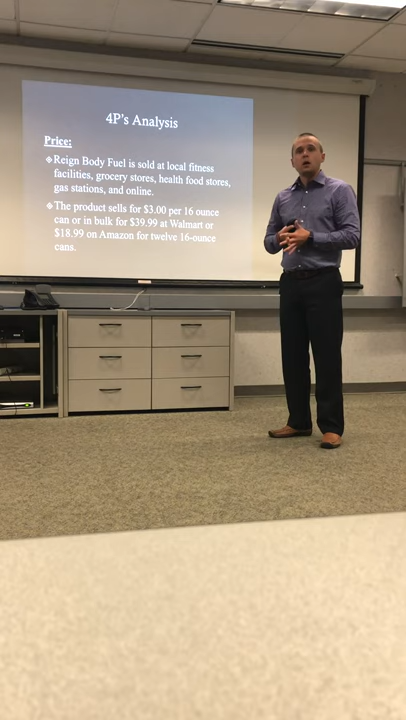 4P's Analysis
Price:
Reign Body Fuel is sold at local fitness
facilities, grocery stores, health food stores,
gas stations, and online.
The product sells for $3.00 per 16 ounce
can or in bulk for $39.99 at Walmart or
$18.99 on Amazon for twelve 16-ounce
cans.